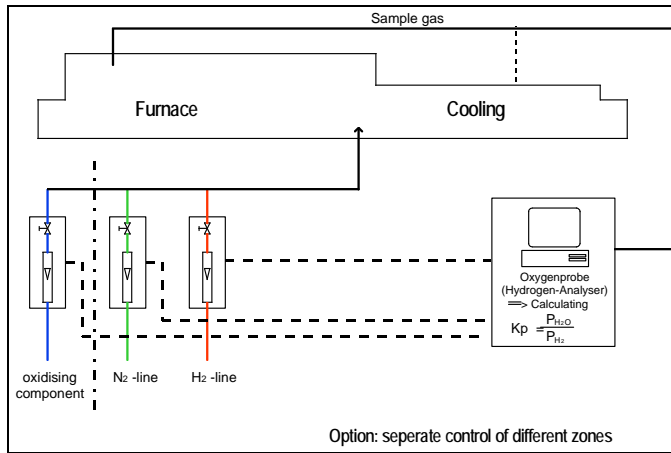 Sample gas
Furnace
Cooling
Oxygenprobe
(Hydrogen-Analyser)
==> Calculating
Kp = PH2O
PH2
oxidising
component
N2 -line
H2 -line
Option: seperate control of different zones